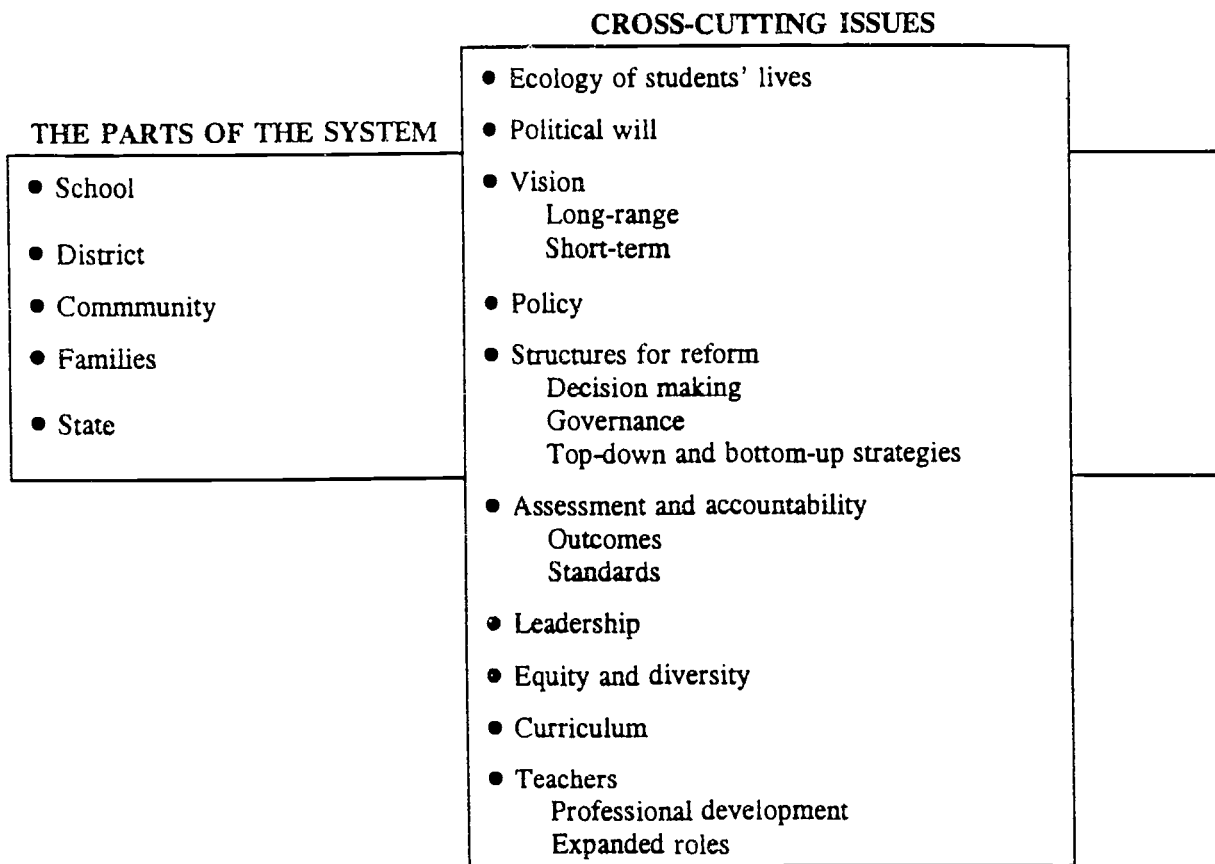 CROSS-CUTTING ISSUES
THE PARTS OF THE SYSTEM
● School
● District
● Commmunity
● Families
● State
● Ecology of students' lives
● Political will
● Vision
Long-range
Short-term
● Policy
● Structures for reform
Decision making
Governance
Top-down and bottom-up strategies
● Assessment and accountability
Outcomes
Standards
● Leadership
● Equity and diversity
● Curriculum
● Teachers
Professional development
Expanded roles